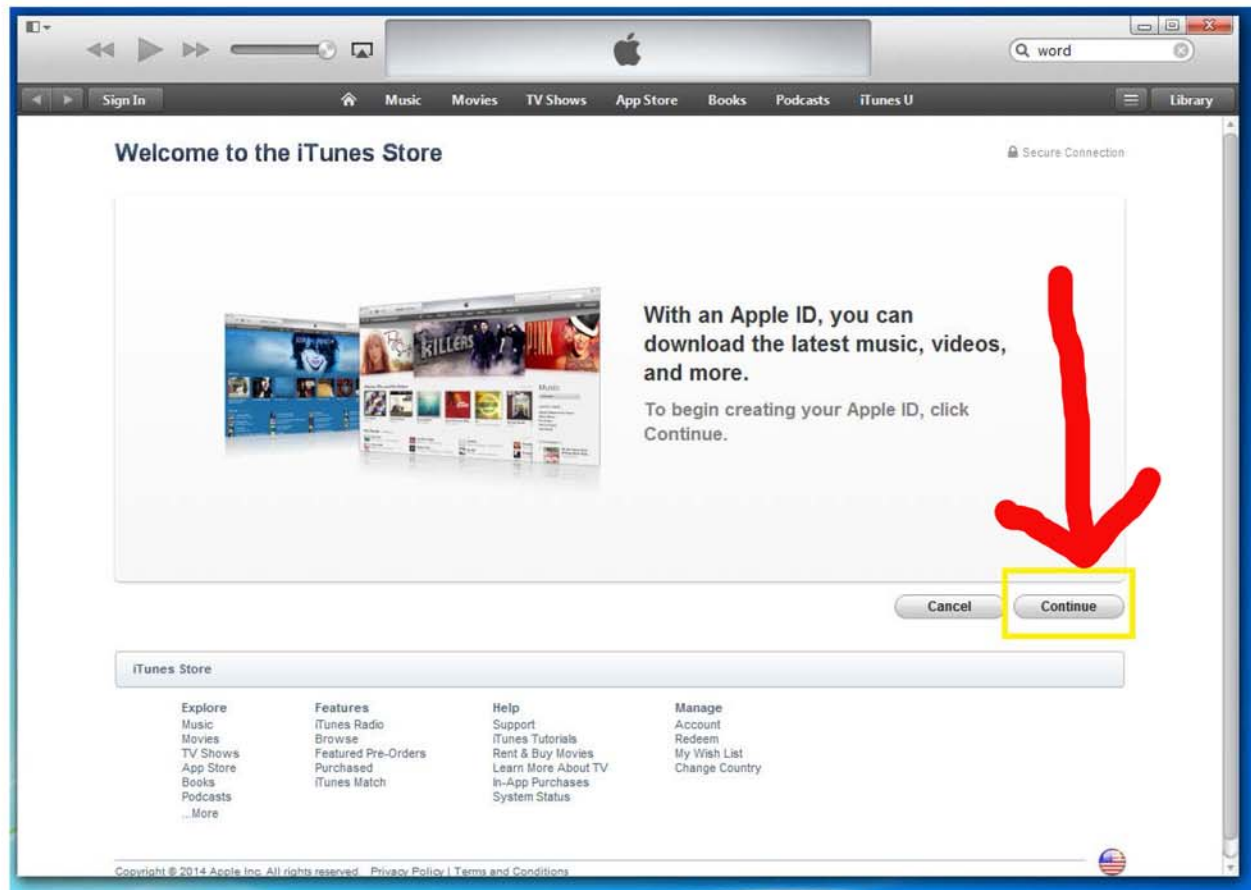 word
Sign In
Music Movies TV Shows App Store Books Podcasts iTunes U
Library
Welcome to the iTunes Store
Secure Connection
KILLERS
P!NK
Music
With an Apple ID, you can
download the latest music, videos,
and more.
To begin creating your Apple ID, click
Continue.
Cancel
Continue
iTunes Store
Explore
Music
Movies
TV Shows
App Store
Books
Podcasts
...More
Features
iTunes Radio
Browse
Featured Pre-Orders
Purchased
iTunes Match
Help
Support
iTunes Tutorials
Rent & Buy Movies
Learn More About TV
In-App Purchases
System Status
Manage
Account
Redeem
My Wish List
Change Country
Copyright © 2014 Apple Inc. All rights reserved. Privacy Policy | Terms and Conditions